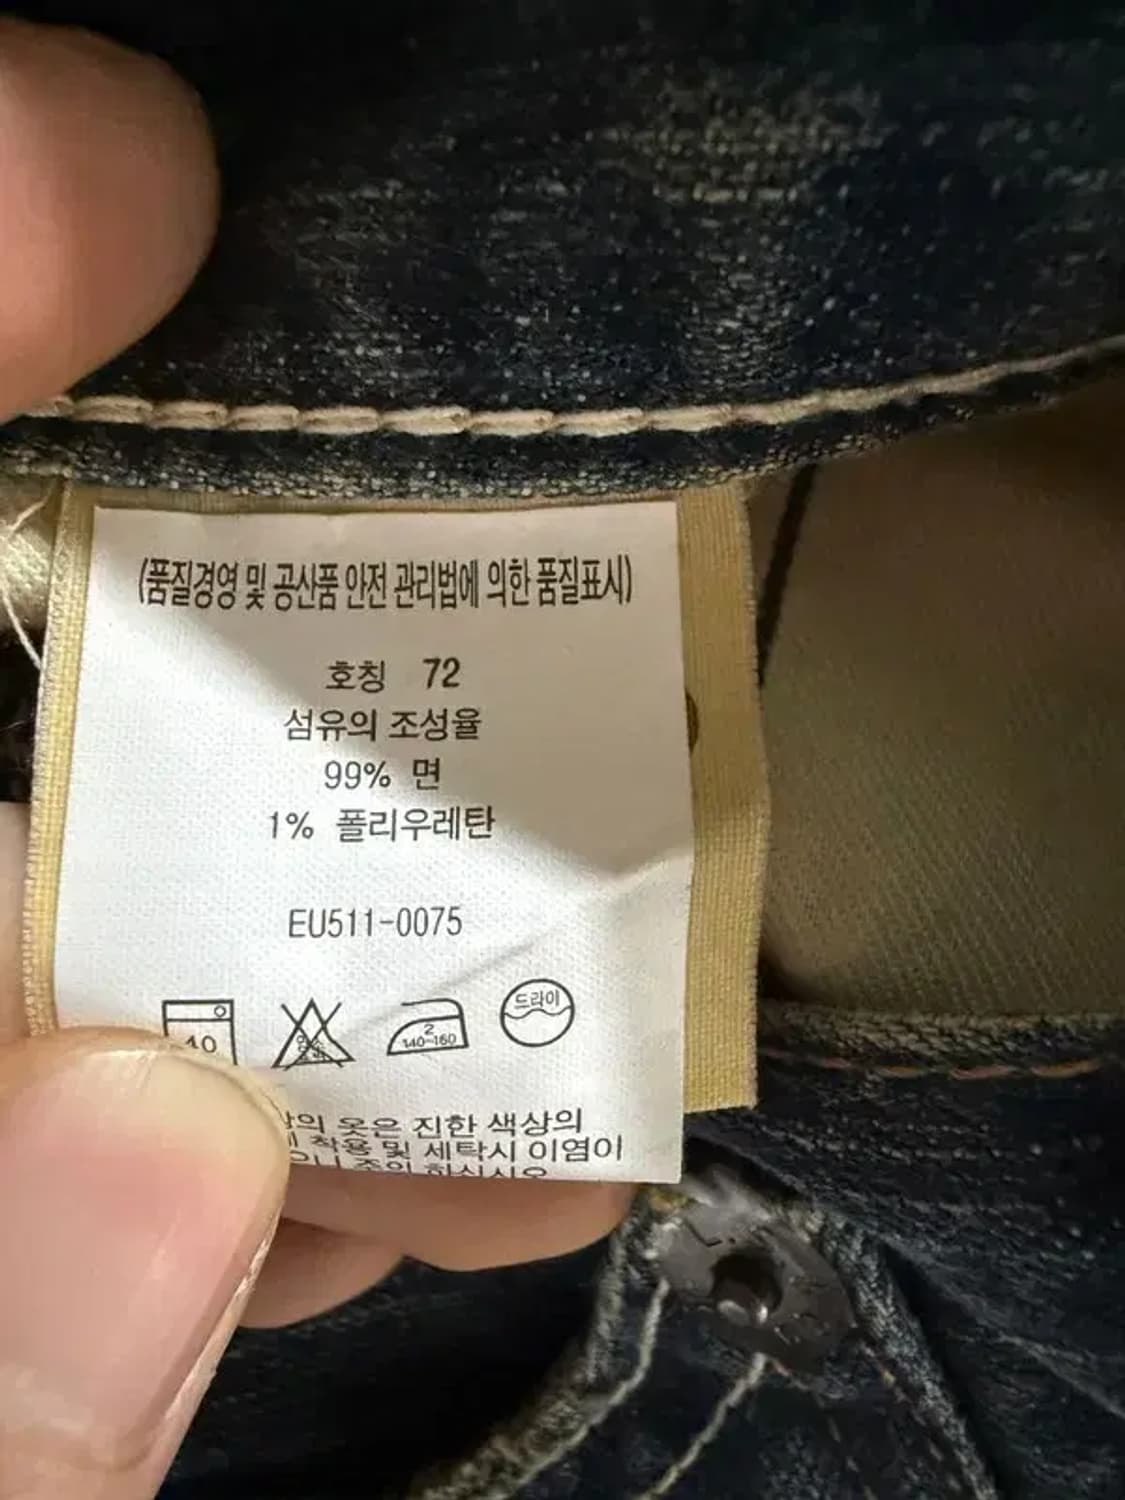 (품질경영 및 공산품 안전 관리법에 의한 품질표시)
호칭 72
섬유의 조성율
99% 면
1% 폴리우레탄
EU511-0075
40
2
140-160
드라이
옷은 진한 색상의
착용 및 세탁시 이염이